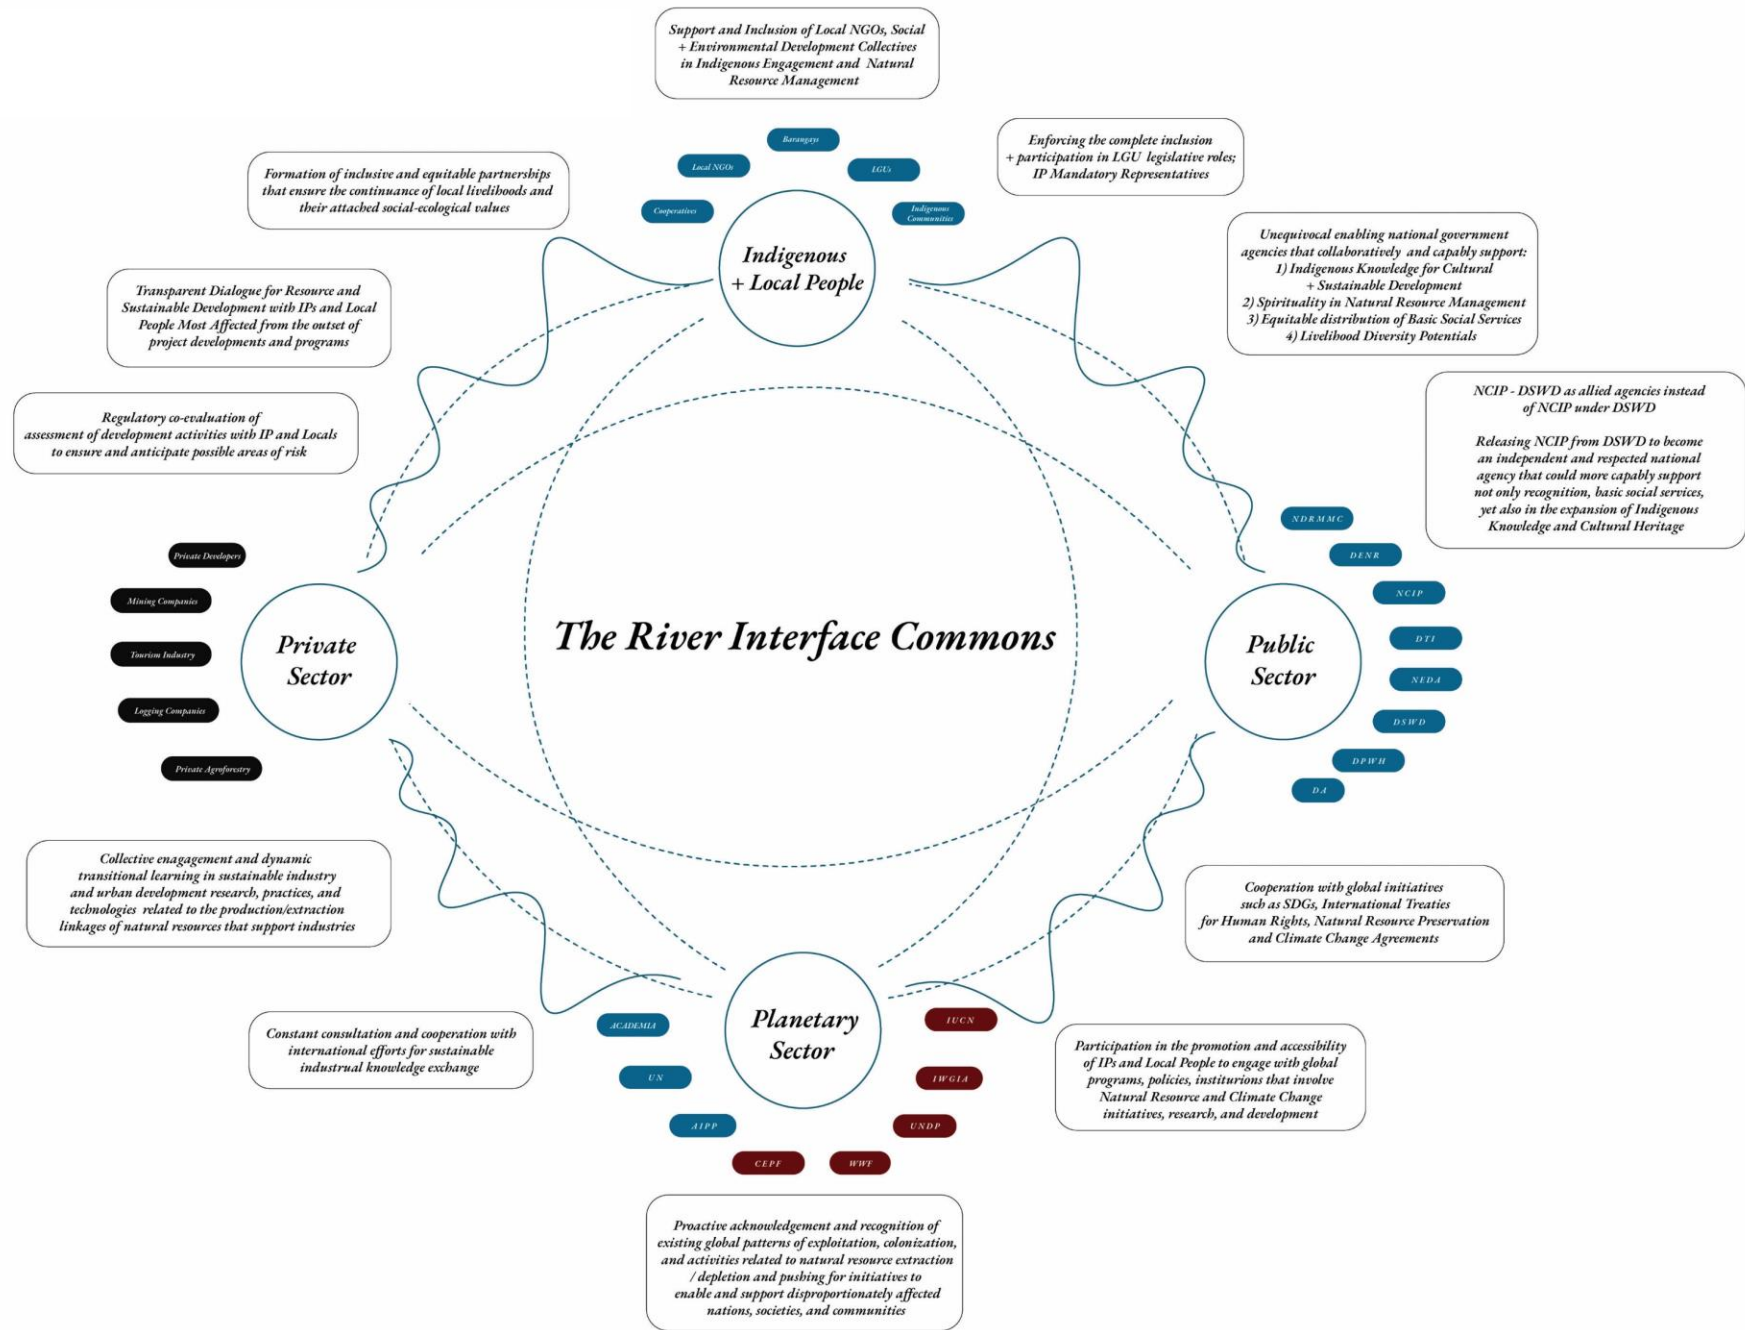 Support and Inclusion of Local NGOs, Social
+ Environmental Development Collectives
in Indigenous Engagement and Natural
Resource Management
Barangays
Local NGOs
LGUs
Cooperatives
Indigenous
Communities
Indigenous
+ Local People
Formation of inclusive and equitable partnerships
that ensure the continuance of local livelihoods and
their attached social-ecological values
Enforcing the complete inclusion
+ participation in LGU legislative roles;
IP Mandatory Representatives
Transparent Dialogue for Resource and
Sustainable Development with IPs and Local
People Most Affected from the outset of
project developments and programs
Unequivocal enabling national government
agencies that collaboratively and capably support:
1) Indigenous Knowledge for Cultural
+ Sustainable Development
2) Spirituality in Natural Resource Management
3) Equitable distribution of Basic Social Services
4) Livelihood Diversity Potentials
Regulatory co-evaluation of
assessment of development activities with IP and Locals
to ensure and anticipate possible areas of risk
NCIP - DSWD as allied agencies instead
of NCIP under DSWD
Releasing NCIP from DSWD to become
an independent and respected national
agency that could more capably support
not only recognition, basic social services,
yet also in the expansion of Indigenous
Knowledge and Cultural Heritage
Private Developers
Mining Companies
Tourism Industry
Logging Companies
Private Agroforestry
Private
Sector
The River Interface Commons
Public
Sector
NDRMMC
DENR
NCIP
DTI
NEDA
DSWD
DPWH
DA
Collective enagagement and dynamic
transitional learning in sustainable industry
and urban development research, practices, and
technologies related to the production/extraction
linkages of natural resources that support industries
Cooperation with global initiatives
such as SDGs, International Treaties
for Human Rights, Natural Resource Preservation
and Climate Change Agreements
Constant consultation and cooperation with
international efforts for sustainable
industrual knowledge exchange
Planetary
Sector
ACADEMIA
UN
AIPP
CEPF
WWF
UNDP
IWGIA
IUCN
Participation in the promotion and accessibility
of IPs and Local People to engage with global
programs, policies, institurions that involve
Natural Resource and Climate Change
initiatives, research, and development
Proactive acknowledgement and recognition of
existing global patterns of exploitation, colonization,
and activities related to natural resource extraction
/ depletion and pushing for initiatives to
enable and support disproportionately affected
nations, societies, and communities